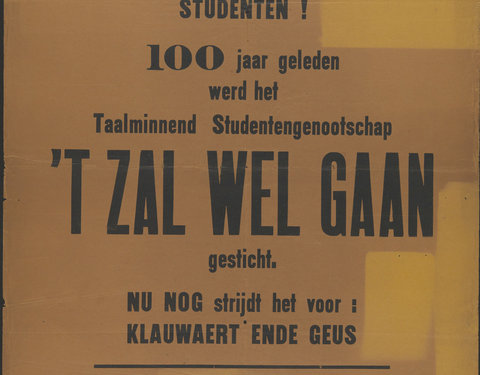 STUDENTEN !
100 jaar geleden
werd het
Taalminnend Studentengenootschap
'T ZAL WEL GAAN
gesticht.
NU NOG strijdt het voor :
KLAUWAERT ENDE GEUS